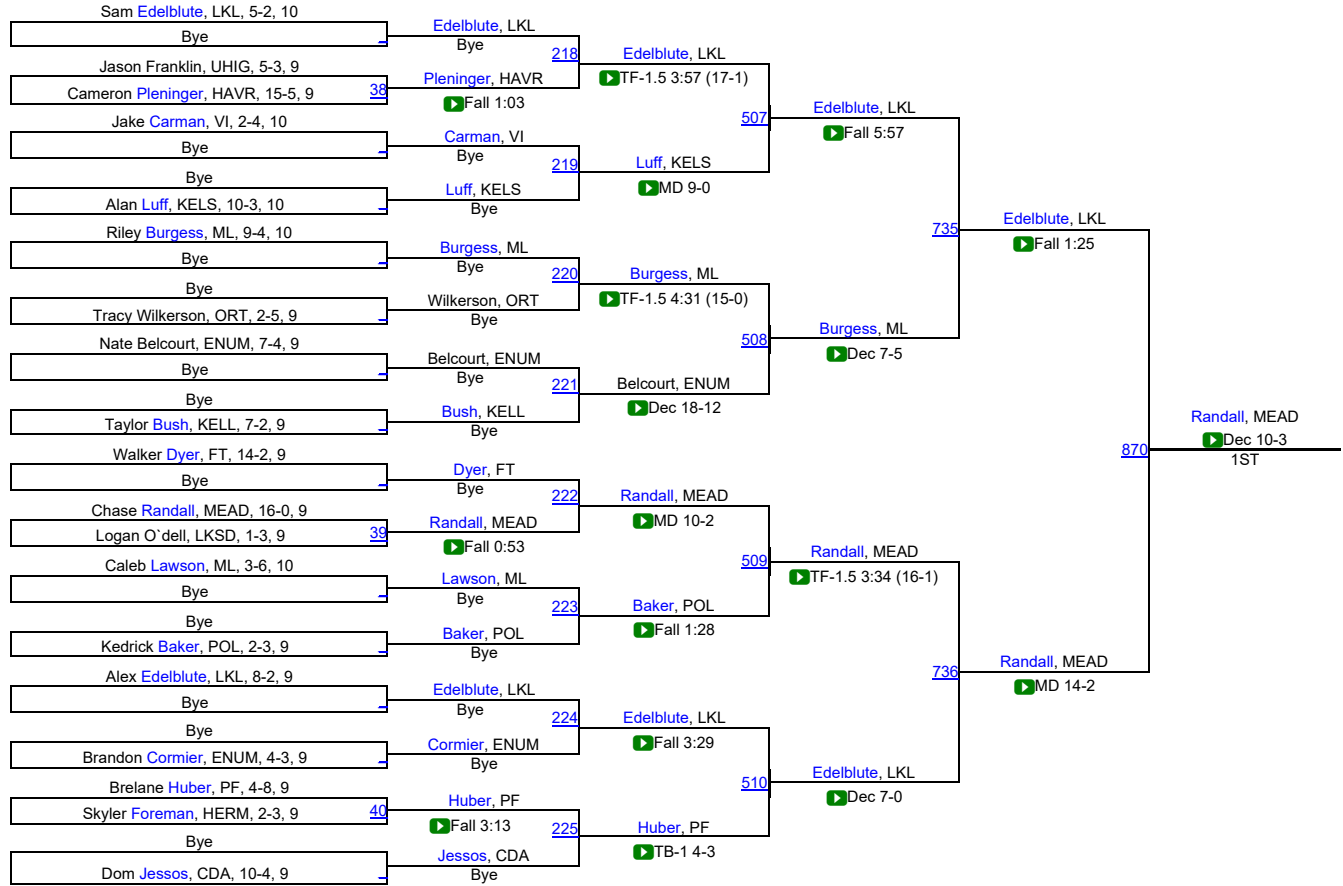 Sam Edelblute, LKL, 5-2, 10
Bye
Jason Franklin, UHIG, 5-3, 9
Cameron Pleninger, HAVR, 15-5, 9
38
Jake Carman, VI, 2-4, 10
Bye
Bye
Alan Luff, KELS, 10-3, 10
Riley Burgess, ML, 9-4, 10
Bye
Bye
Tracy Wilkerson, ORT, 2-5, 9
Nate Belcourt, ENUM, 7-4, 9
Bye
Bye
Taylor Bush, KELL, 7-2, 9
Walker Dyer, FT, 14-2, 9
Bye
Chase Randall, MEAD, 16-0, 9
Logan O`dell, LKSD, 1-3, 9
39
Caleb Lawson, ML, 3-6, 10
Bye
Bye
Kedrick Baker, POL, 2-3, 9
Alex Edelblute, LKL, 8-2, 9
Bye
Bye
Brandon Cormier, ENUM, 4-3, 9
Brelane Huber, PF, 4-8, 9
Skyler Foreman, HERM, 2-3, 9
40
Bye
Dom Jessos, CDA, 10-4, 9
Edelblute, LKL
Bye
218
Pleninger, HAVR
Fall 1:03
Carman, VI
Bye
219
Luff, KELS
Bye
Burgess, ML
Bye
220
Wilkerson, ORT
Bye
Belcourt, ENUM
Bye
221
Bush, KELL
Bye
Dyer, FT
Bye
222
Randall, MEAD
Fall 0:53
Lawson, ML
Bye
223
Baker, POL
Bye
Edelblute, LKL
Bye
224
Cormier, ENUM
Bye
Huber, PF
Fall 3:13
225
Jessos, CDA
Bye
Edelblute, LKL
TF-1.5 3:57 (17-1)
507
Luff, KELS
MD 9-0
Burgess, ML
TF-1.5 4:31 (15-0)
508
Belcourt, ENUM
Dec 18-12
Randall, MEAD
MD 10-2
509
Baker, POL
Fall 1:28
Edelblute, LKL
Fall 3:29
510
Huber, PF
TB-1 4-3
Edelblute, LKL
Fall 5:57
735
Burgess, ML
Dec 7-5
Randall, MEAD
TF-1.5 3:34 (16-1)
736
Edelblute, LKL
Dec 7-0
Edelblute, LKL
Fall 1:25
870
Randall, MEAD
MD 14-2
Randall, MEAD
Dec 10-3
1ST